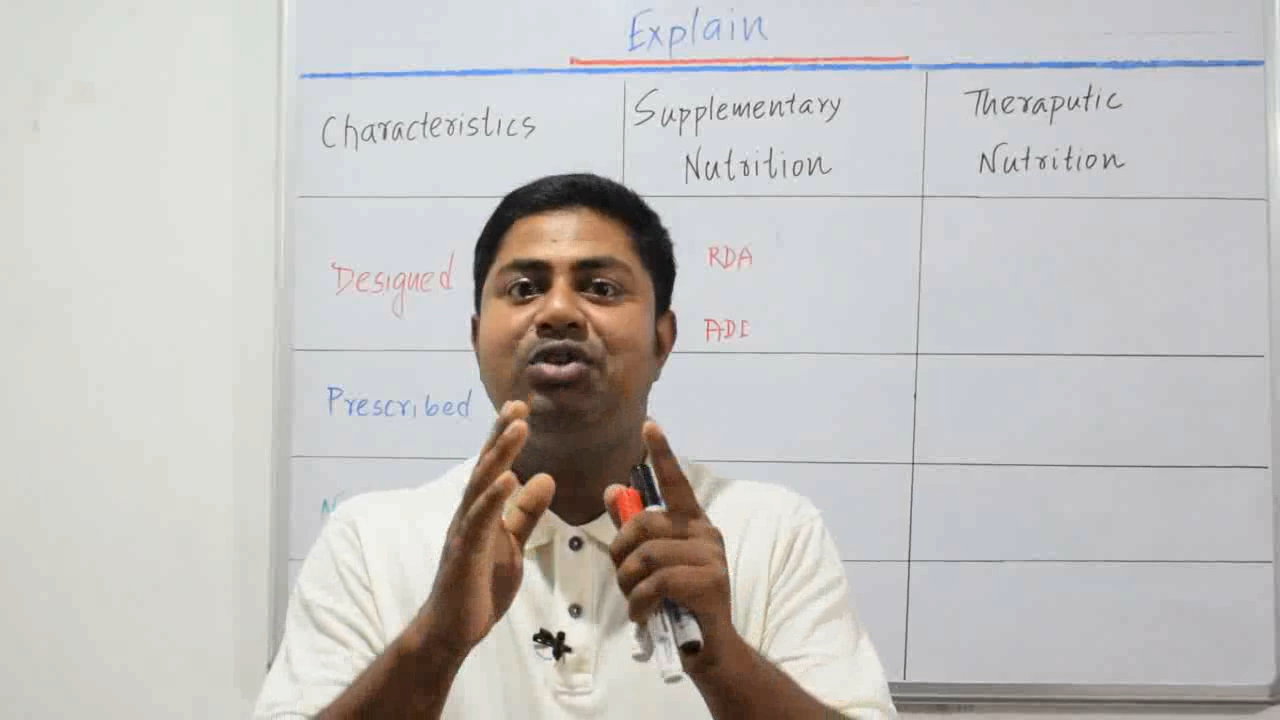 Explain
Characteristics
Supplementary
Nutrition
Theraputic
Nutrition
Designed
RDA
ADI
Prescribed